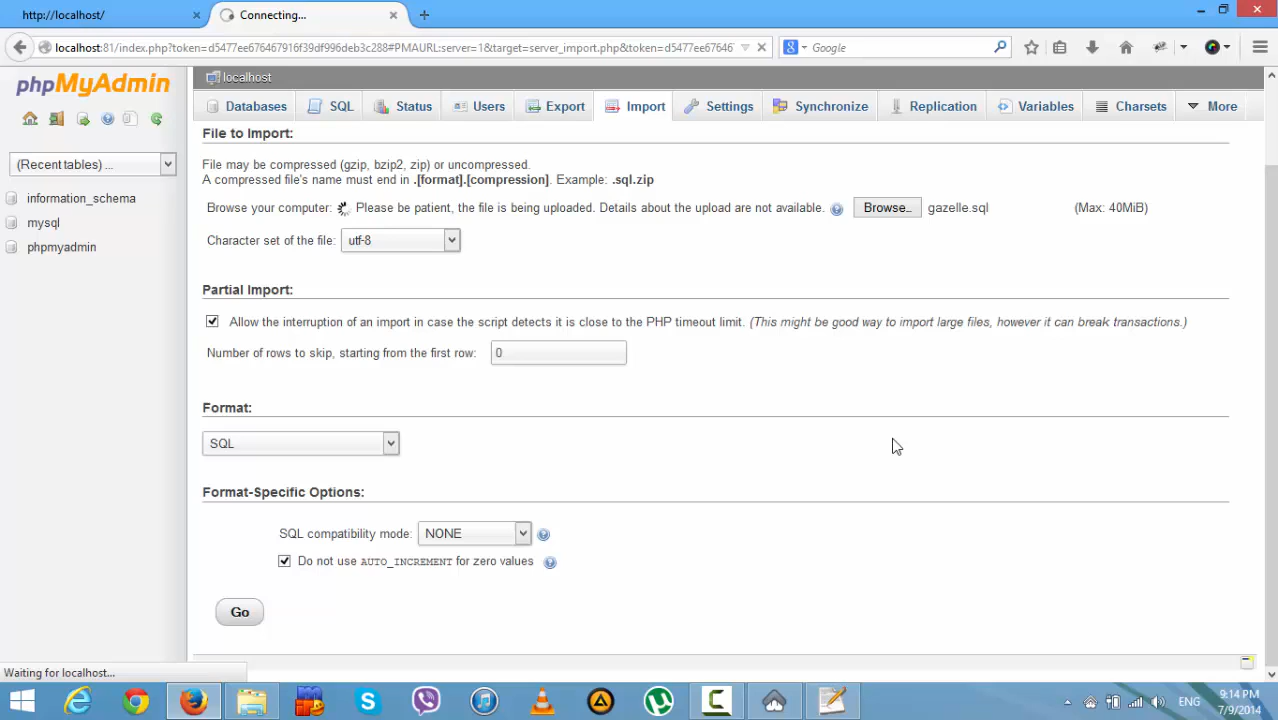 http://localhost/
Connecting...
localhost:81/index.php?token=d5477ee676467916f39df996deb3c288#PMAURL:server=1&target=server_import.php&token=d5477ee67646
Google
phpMyAdmin
localhost
Databases SQL Status Users Export Import Settings Synchronize Replication Variables Charsets More
(Recent tables) ...
information_schema
mysql
phpmyadmin
File to Import:
File may be compressed (gzip, bzip2, zip) or uncompressed.
A compressed file's name must end in .[format].[compression]. Example: .sql.zip
Browse your computer: Please be patient, the file is being uploaded. Details about the upload are not available. Browse.. gazelle.sql (Max: 40MiB)
Character set of the file: utf-8
Partial Import:
Allow the interruption of an import in case the script detects it is close to the PHP timeout limit. (This might be good way to import large files, however it can break transactions.)
Number of rows to skip, starting from the first row: 0
Format:
SQL
Format-Specific Options:
SQL compatibility mode: NONE
Do not use AUTO_INCREMENT for zero values
Go
Waiting for localhost...
ENG
9:14 PM
7/9/2014